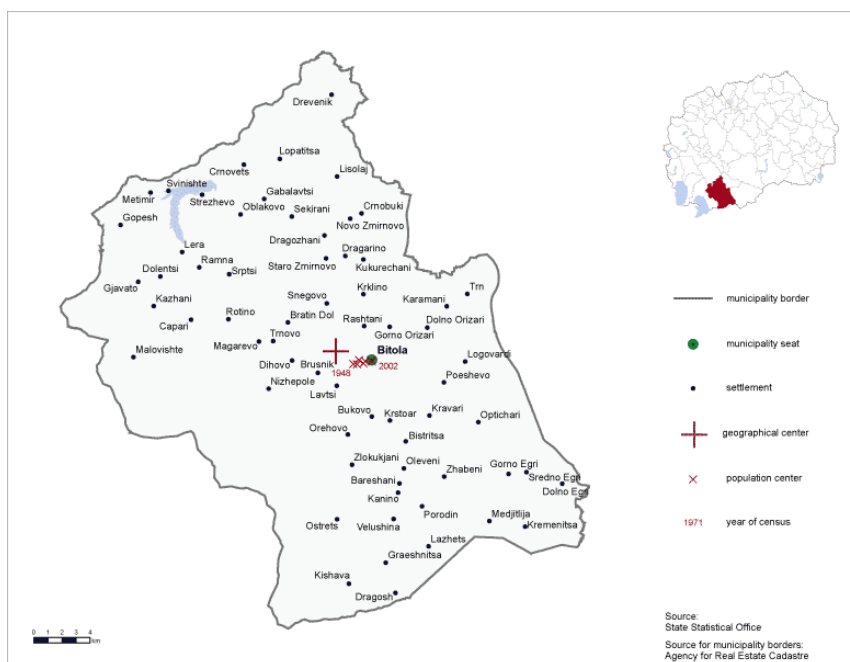 Drevenik
Lopatitsa
Crnovets
Lisolaj
Svinishte
Metimir
Strezhevo
Gabalavtsi
Oblakovo
Sekirani
Crnobuki
Gopesh
Novo Zmirnovo
Dragozhani
Lera
Dragarino
Ramna
Staro Zmirnovo
Kukurechani
Dolentsi
Srptsi
Gjavato
Krklino
Trn
Kazhani
Snegovo
Karamani
Rotino
Bratin Dol
Capari
Rashtani
Dolno Orizari
Trnovo
Gorno Orizari
Magarevo
Bitola
Malovishte
Dihovo
Brusnik
1948
2002
Logovardi
Nizhepole
Lavtsi
Poeshevo
Bukovo
Krstoar
Kravari
Optichari
Orehovo
Bistritsa
Zlokukjani
Oleveni
Gorno Egri
Zhabeni
Sredno Egri
Bareshani
Dolno Egri
Kanino
Porodin
Medjitlija
Ostrets
Velushina
Kremenitsa
Lazhets
Graeshnitsa
Kishava
Dragosh
0 1 2 3 4
km
municipality border
municipality seat
settlement
geographical center
population center
1971
year of census
Source:
State Statistical Office
Source for municipality borders:
Agency for Real Estate Cadastre